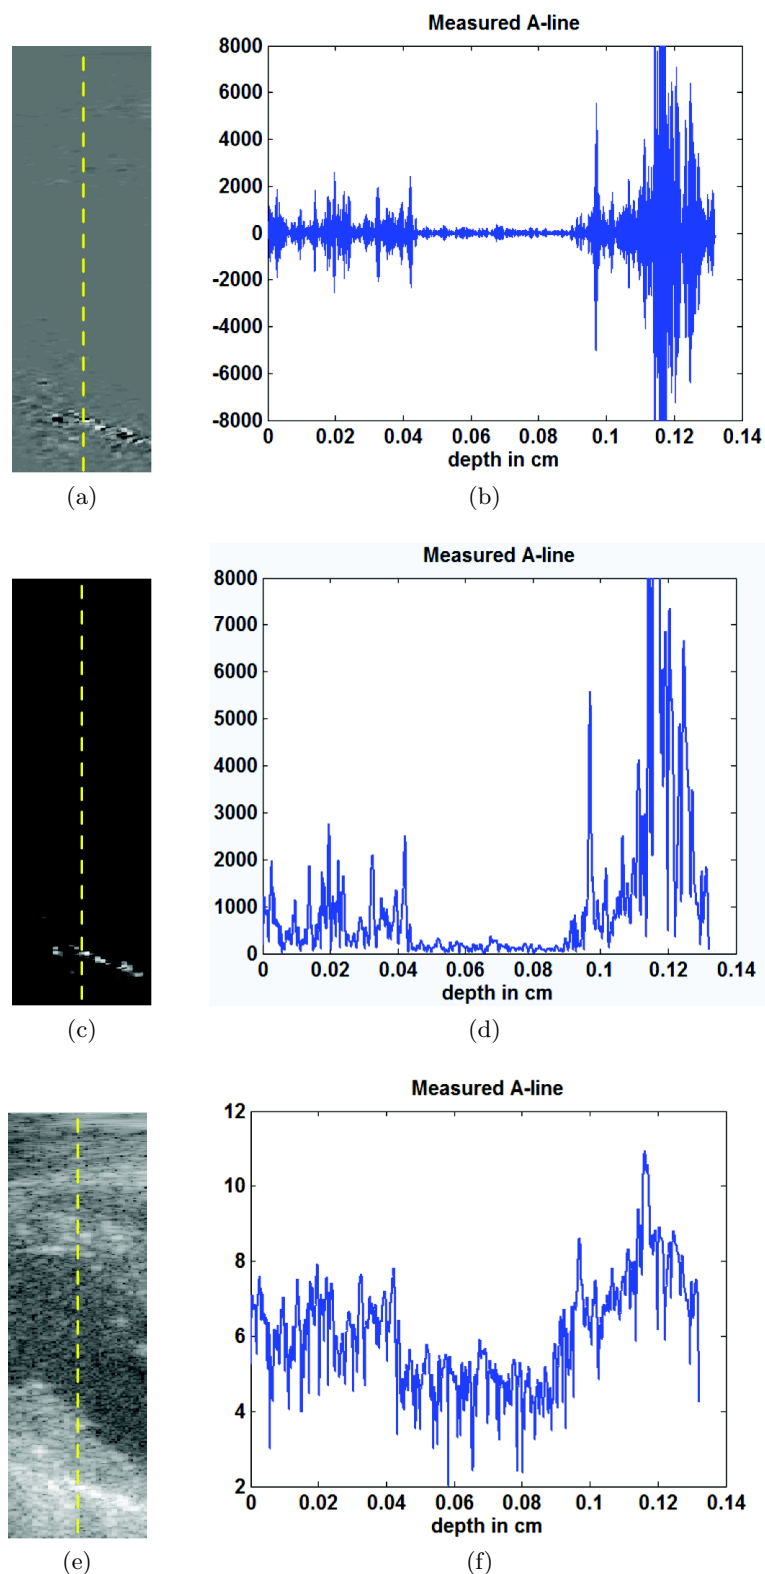 Measured A-line
8000
6000
4000
2000
0
-2000
-4000
-6000
-8000
0 0.02 0.04 0.06 0.08 0.1 0.12 0.14
depth in cm
(a) (b)
Measured A-line
8000
7000
6000
5000
4000
3000
2000
1000
0
0 0.02 0.04 0.06 0.08 0.1 0.12 0.14
depth in cm
(c) (d)
Measured A-line
12
10
8
6
4
2
0 0.02 0.04 0.06 0.08 0.1 0.12 0.14
depth in cm
(e) (f)